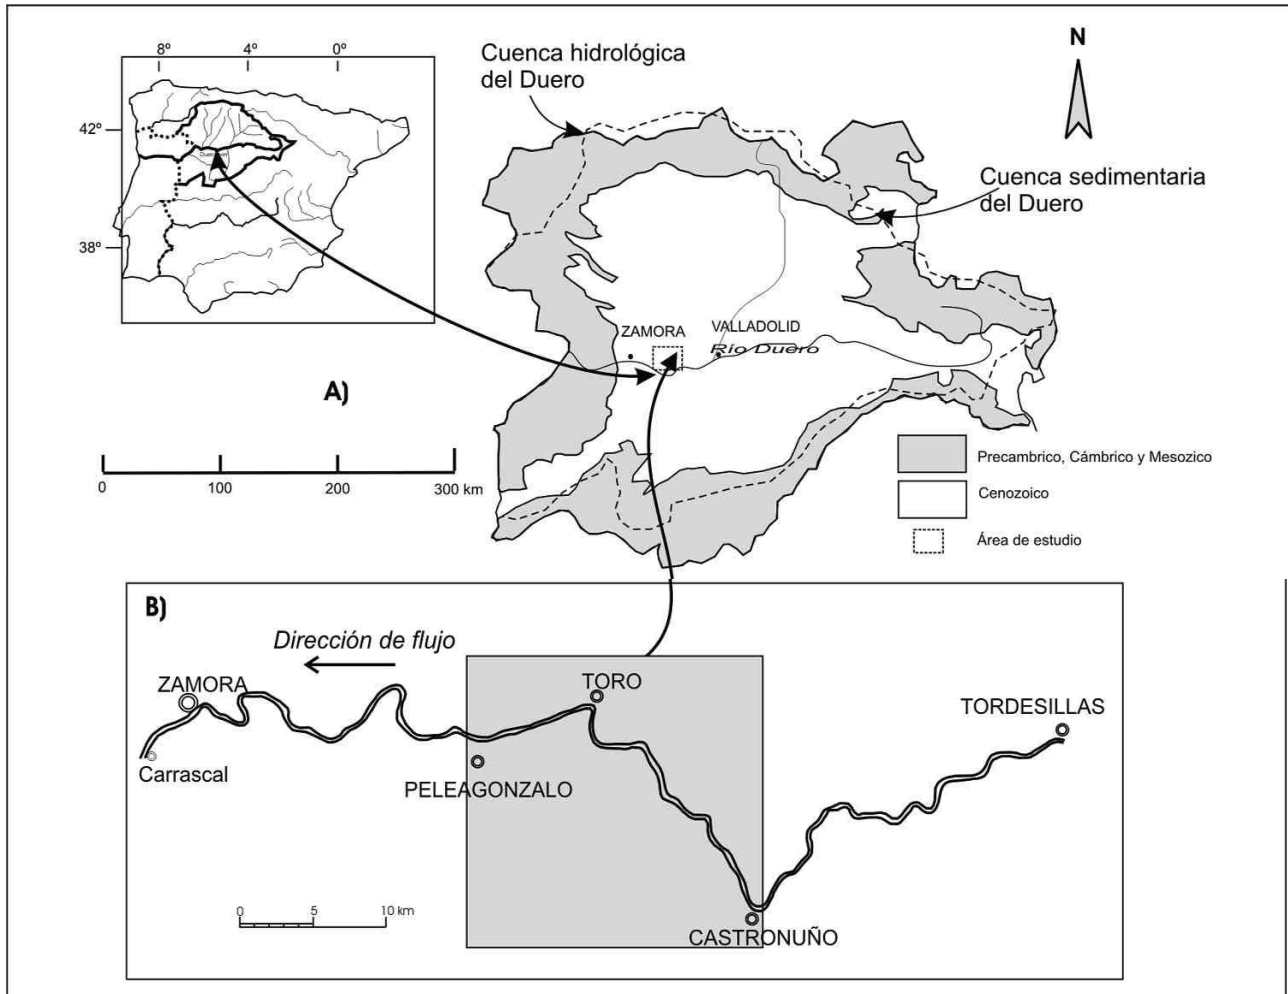 8º 4º 0º
42º
38º
Cuenca hidrológica
del Duero
N
Cuenca sedimentaria
del Duero
ZAMORA
VALLADOLID
Río Duero
A)
0 100 200 300 km
Precambrico, Cámbrico y Mesozico
Cenozoico
Área de estudio
B)
Dirección de flujo
ZAMORA
TORO
TORDESILLAS
Carrascal
PELEAGONZALO
0 5 10 km
CASTRONUÑO